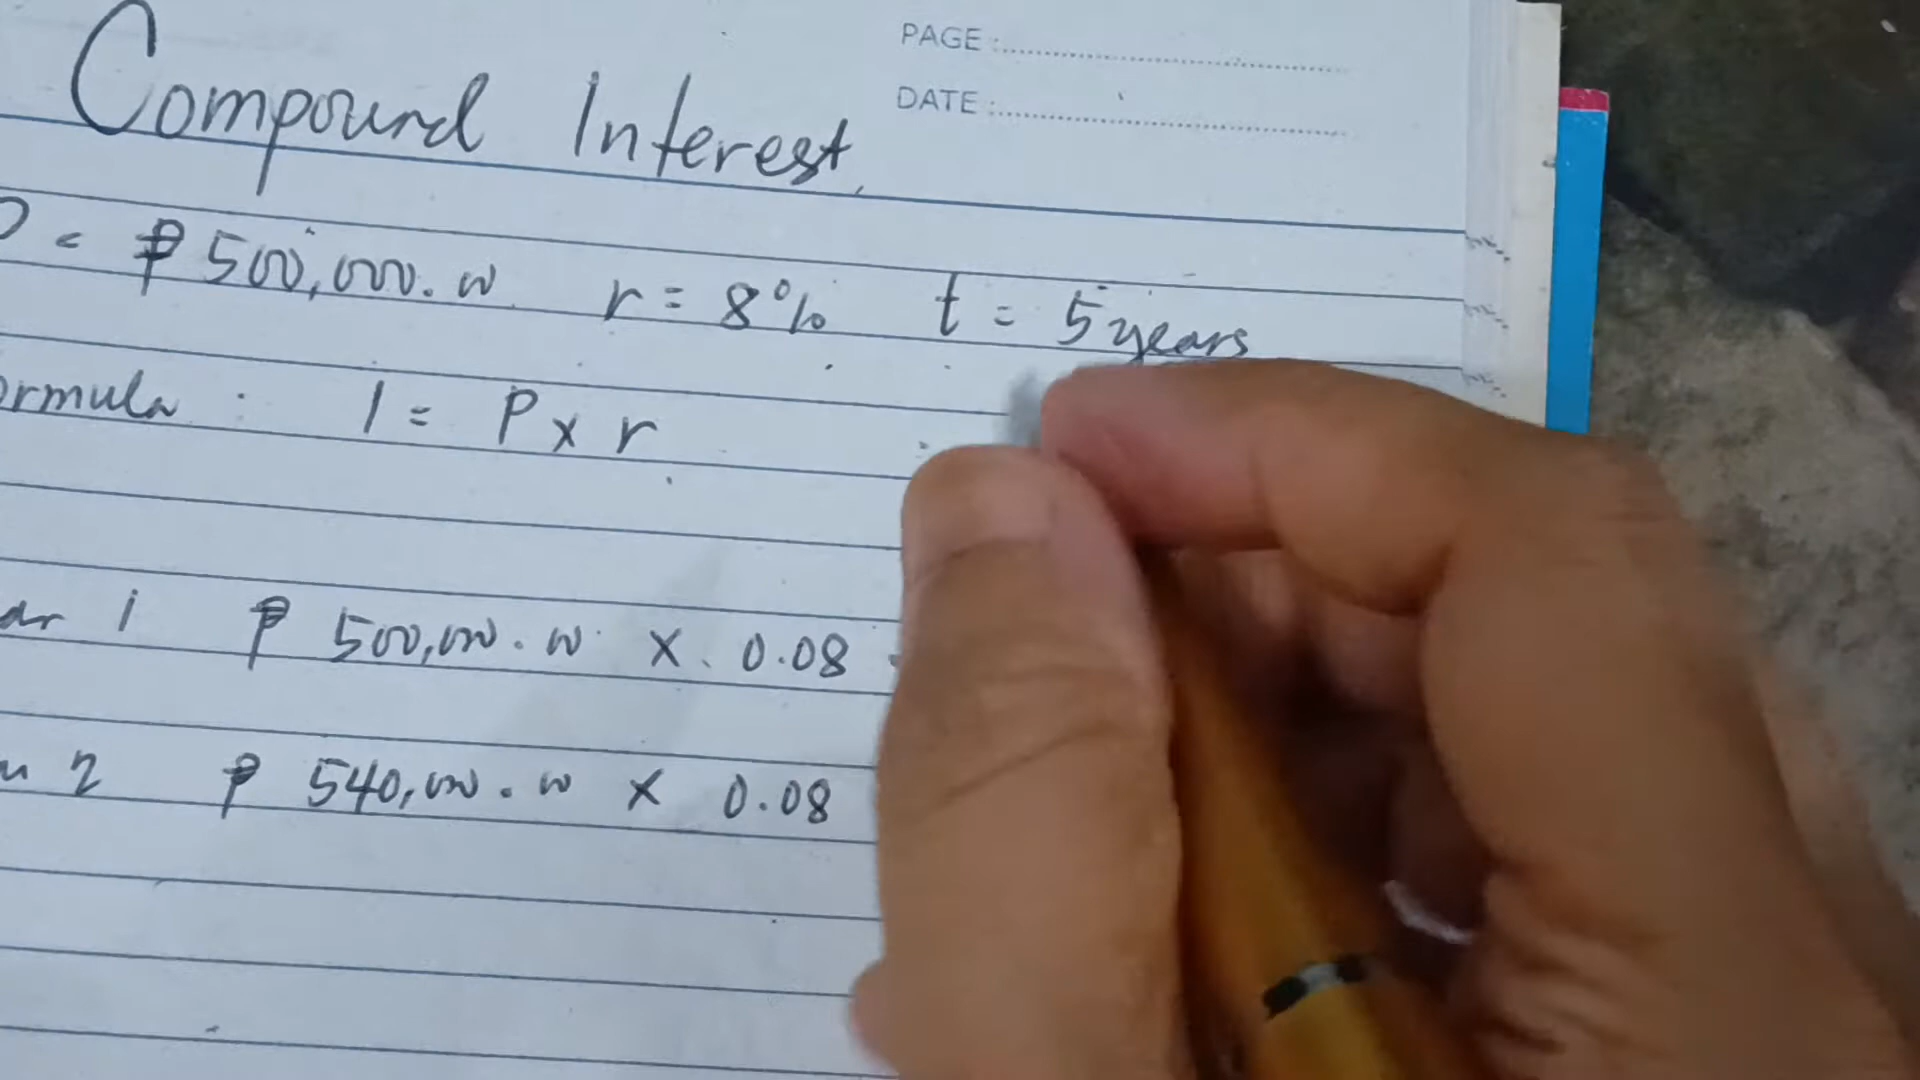 PAGE :
DATE :
Compound Interest
= ₱ 500,000.00 r = 8% t = 5 years
ormula : I = P x r
ar 1 ₱ 500,000.00 x 0.08
2 ₱ 540,000.00 x 0.08